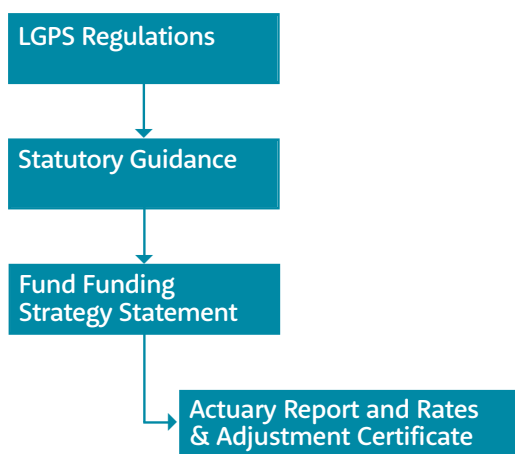 LGPS Regulations
Statutory Guidance
Fund Funding
Strategy Statement
Actuary Report and Rates
& Adjustment Certificate